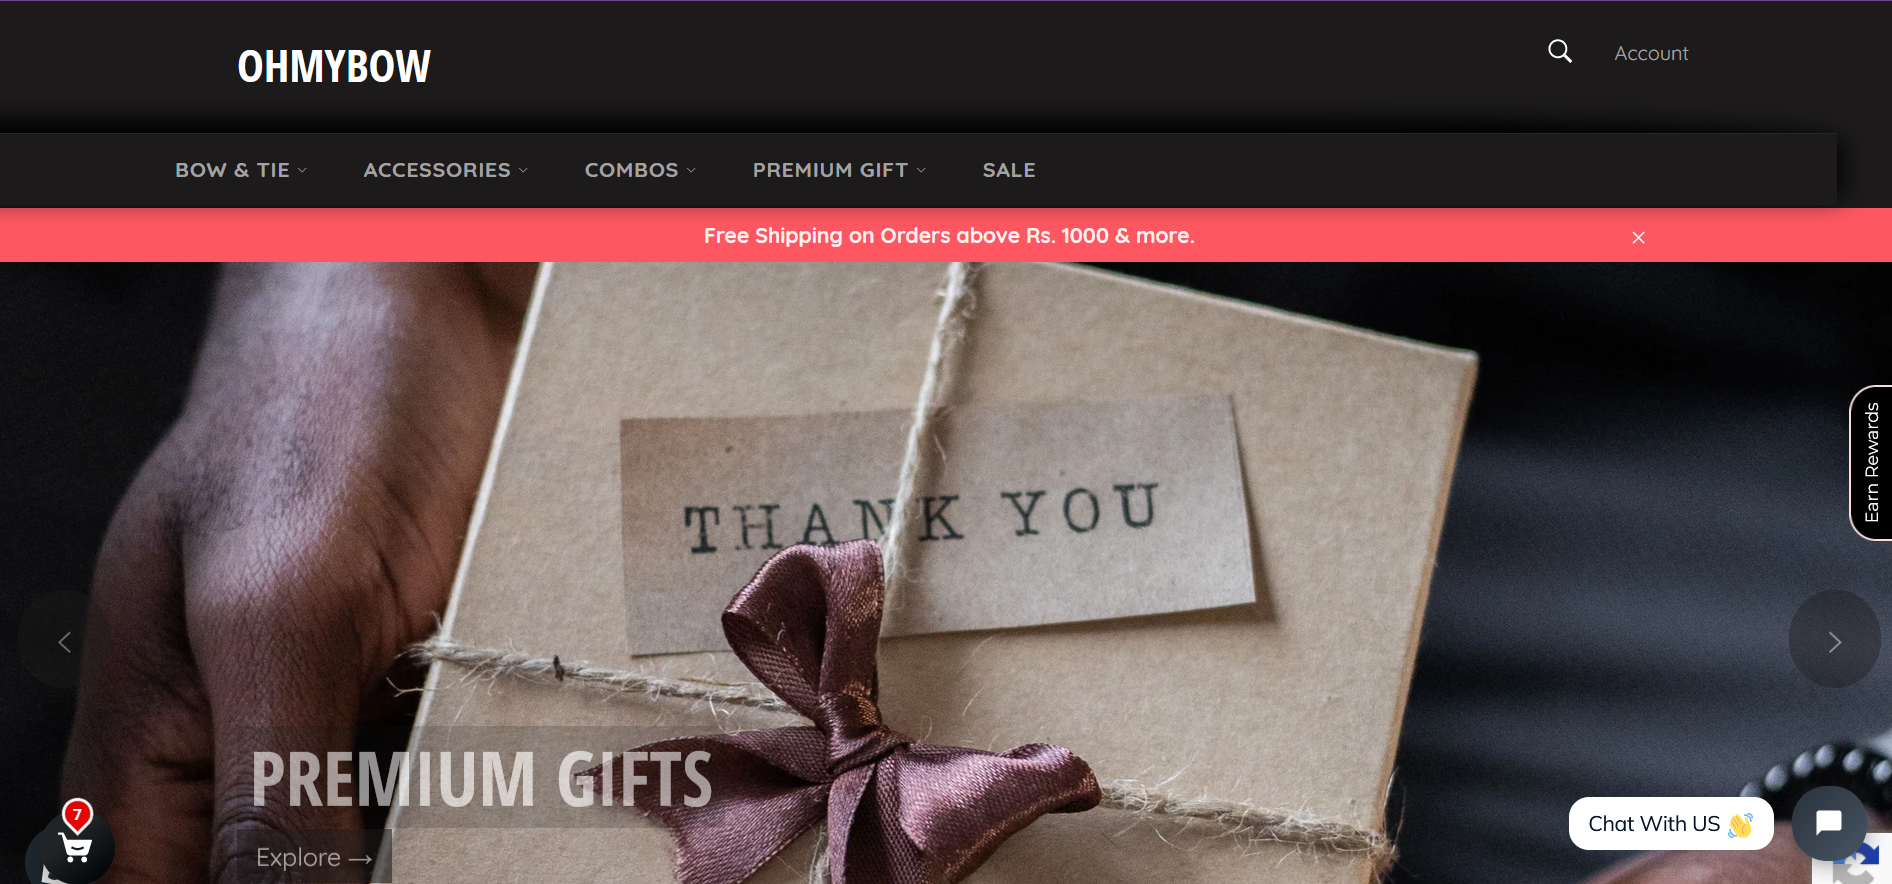 OHMYBOW
Account
BOW & TIE
ACCESSORIES
COMBOS
PREMIUM GIFT
SALE
Free Shipping on Orders above Rs. 1000 & more.
THANK YOU
Earn Rewards
PREMIUM GIFTS
Explore →
7
Chat With US 👋